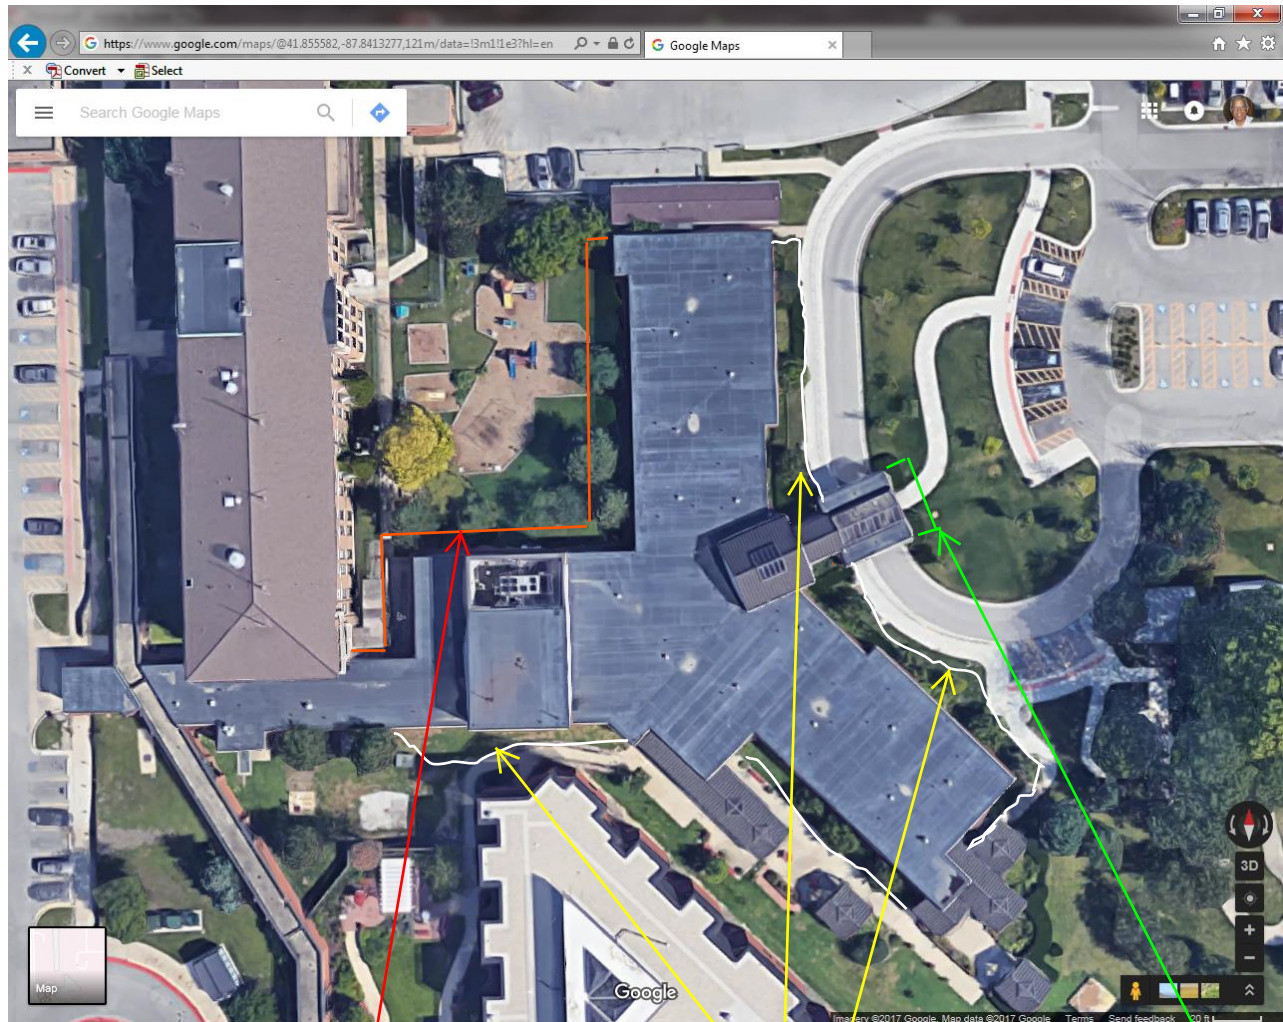 https://www.google.com/maps/@41.855582,-87.8413277,121m/data=!3m1!1e3?hl=en
Google Maps
x Convert Select
Search Google Maps
3D
Map
Google
Imagery ©2017 Google, Map data ©2017 Google Terms Send feedback 20 ft